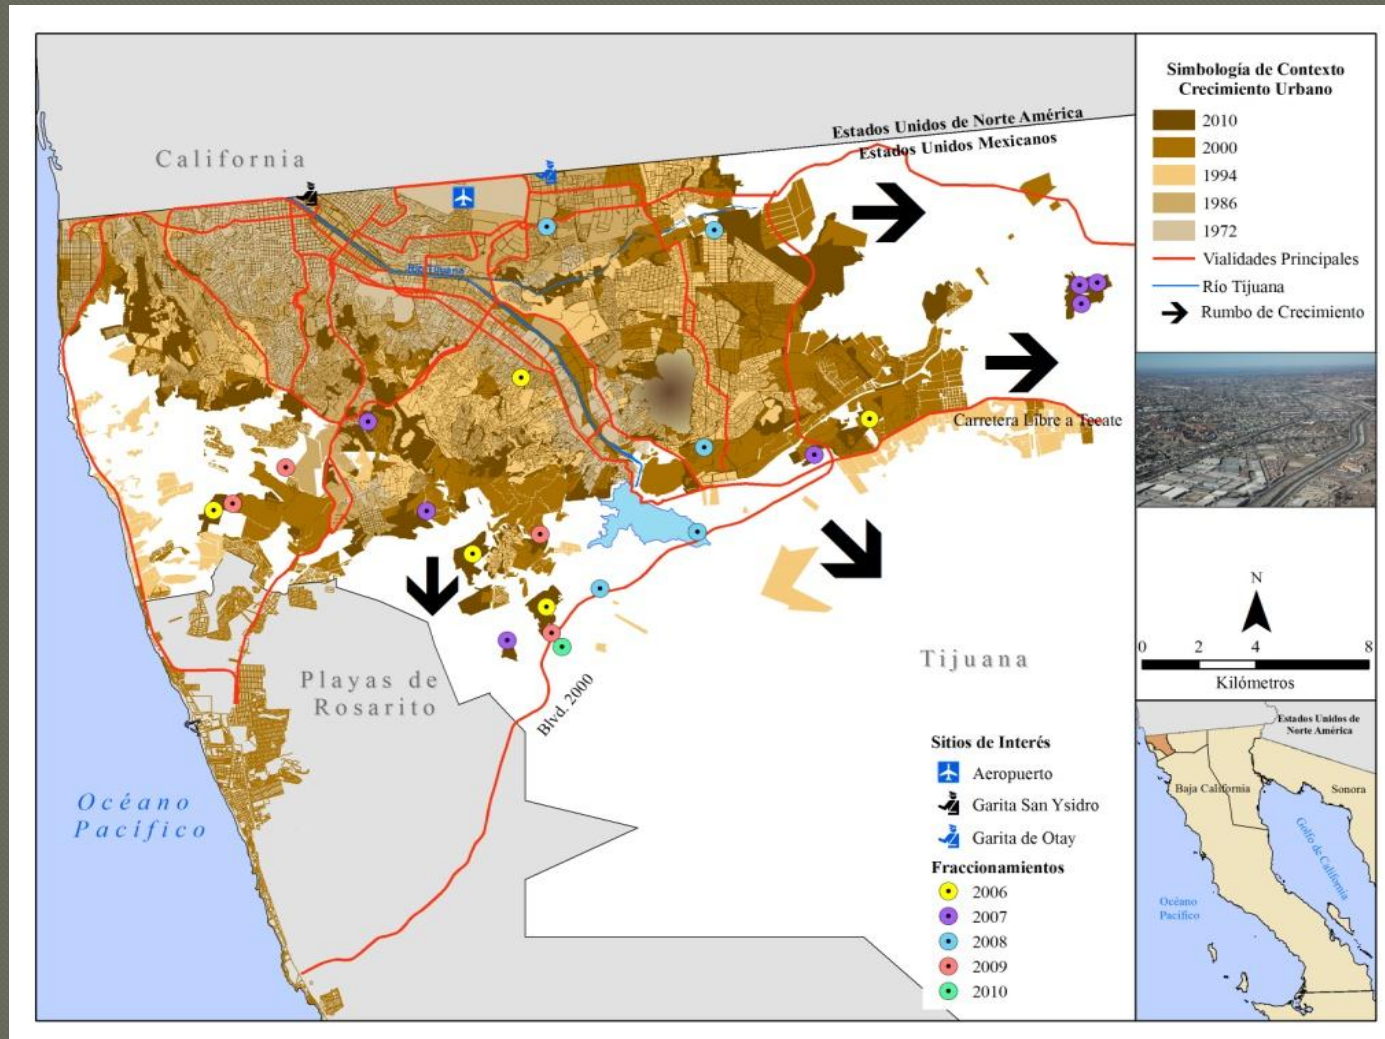 California
Estados Unidos de Norte América
Estados Unidos Mexicanos
Río Tijuana
Carretera Libre a Tecate
Tijuana
Playas de
Rosarito
Blvd. 2000
Océano
Pacífico
Sitios de Interés
Aeropuerto
Garita San Ysidro
Garita de Otay
Fraccionamientos
2006
2007
2008
2009
2010
Simbología de Contexto
Crecimiento Urbano
2010
2000
1994
1986
1972
Vialidades Principales
Río Tijuana
Rumbo de Crecimiento
N
0 2 4 8
Kilómetros
Estados Unidos de
Norte América
Baja California
Sonora
Golfo de California
Océano
Pacífico